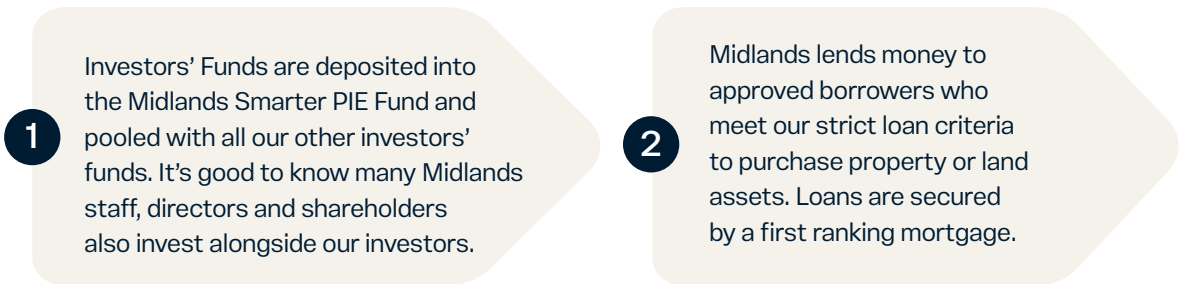 1
Investors’ Funds are deposited into
the Midlands Smarter PIE Fund and
pooled with all our other investors’
funds. It’s good to know many Midlands
staff, directors and shareholders
also invest alongside our investors.
2
Midlands lends money to
approved borrowers who
meet our strict loan criteria
to purchase property or land
assets. Loans are secured
by a first ranking mortgage.